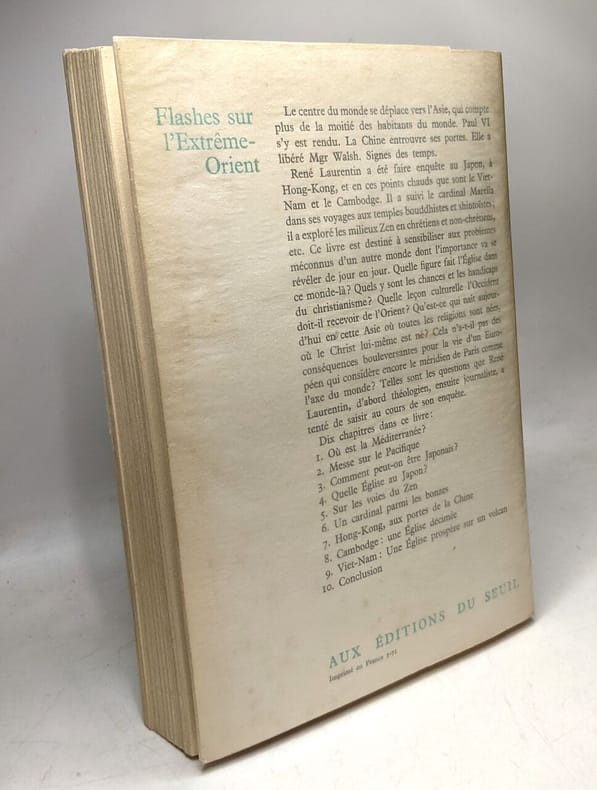 Flashes sur
l'Extrême-
Orient
Le centre du monde se déplace vers l'Asie, qui compte
plus de la moitié des habitants du monde. Paul VI
s'y est rendu. La Chine entrouvre ses portes. Elle a
libéré Mgr Walsh. Signes des temps.
René Laurentin a été faire enquête au Japon, à
Hong-Kong, et en ces points chauds que sont le Viet-
Nam et le Cambodge. Il a suivi le cardinal Marella
dans ses voyages aux temples bouddhistes et shintoïstes;
il a exploré les milieux Zen en chrétiens et non-chrétiens,
etc. Ce livre est destiné à sensibiliser aux problèmes
méconnus d'un autre monde dont l'importance va se
révéler de jour en jour. Quelle figure fait l'Église dans
ce monde-là? Quels y sont les chances et les handicaps
du christianisme? Quelle leçon culturelle l'Occident
doit-il recevoir de l'Orient? Qu'est-ce qui naît aujour-
d'hui en cette Asie où toutes les religions sont nées,
où le Christ lui-même est né? Cela n'a-t-il pas des
conséquences bouleversantes pour la vie d'un Euro-
péen qui considère encore le méridien de Paris comme
l'axe du monde? Telles sont les questions que René
Laurentin, d'abord théologien, ensuite journaliste, a
tenté de saisir au cours de son enquête.
Dix chapitres dans ce livre:
1. Où est la Méditerranée?
2. Messe sur le Pacifique
3. Comment peut-on être Japonais?
4. Quelle Église au Japon?
5. Sur les voies du Zen
6. Un cardinal parmi les bonzes
7. Hong-Kong, aux portes de la Chine
8. Cambodge: une Église décimée
9. Viet-Nam: Une Église prospère sur un volcan
10. Conclusion
AUX ÉDITIONS DU SEUIL
Imprimé en France